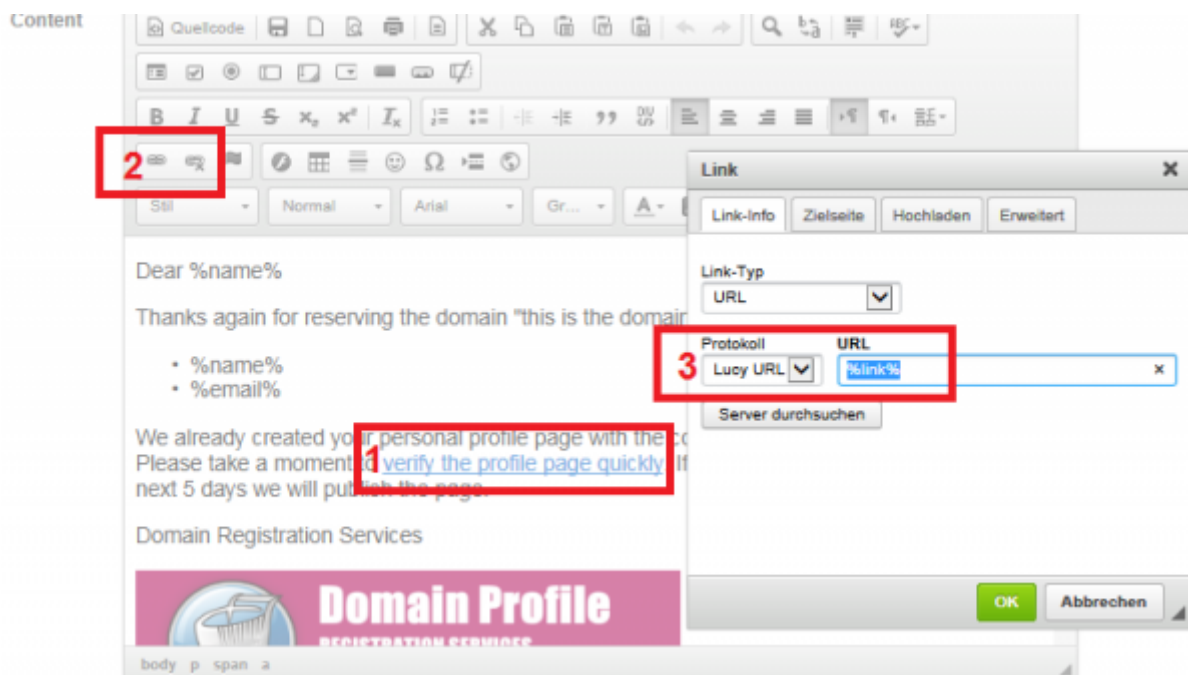 Content
Quellcode
B I U S x₂ x² Iₓ
2
Stil Normal Arial Gr... A
Dear %name%
Thanks again for reserving the domain "this is the domain
• %name%
• %email%
We already created your personal profile page with the
Please take a moment to verify the profile page quickly. If
1
next 5 days we will publish the page.
Domain Registration Services
Domain Profile
REGISTRATION SERVICES
body p span a
Link
Link-Info Zielseite Hochladen Erweitert
Link-Typ
URL
Protokoll URL
3 Lucy URL %link%
Server durchsuchen
OK Abbrechen